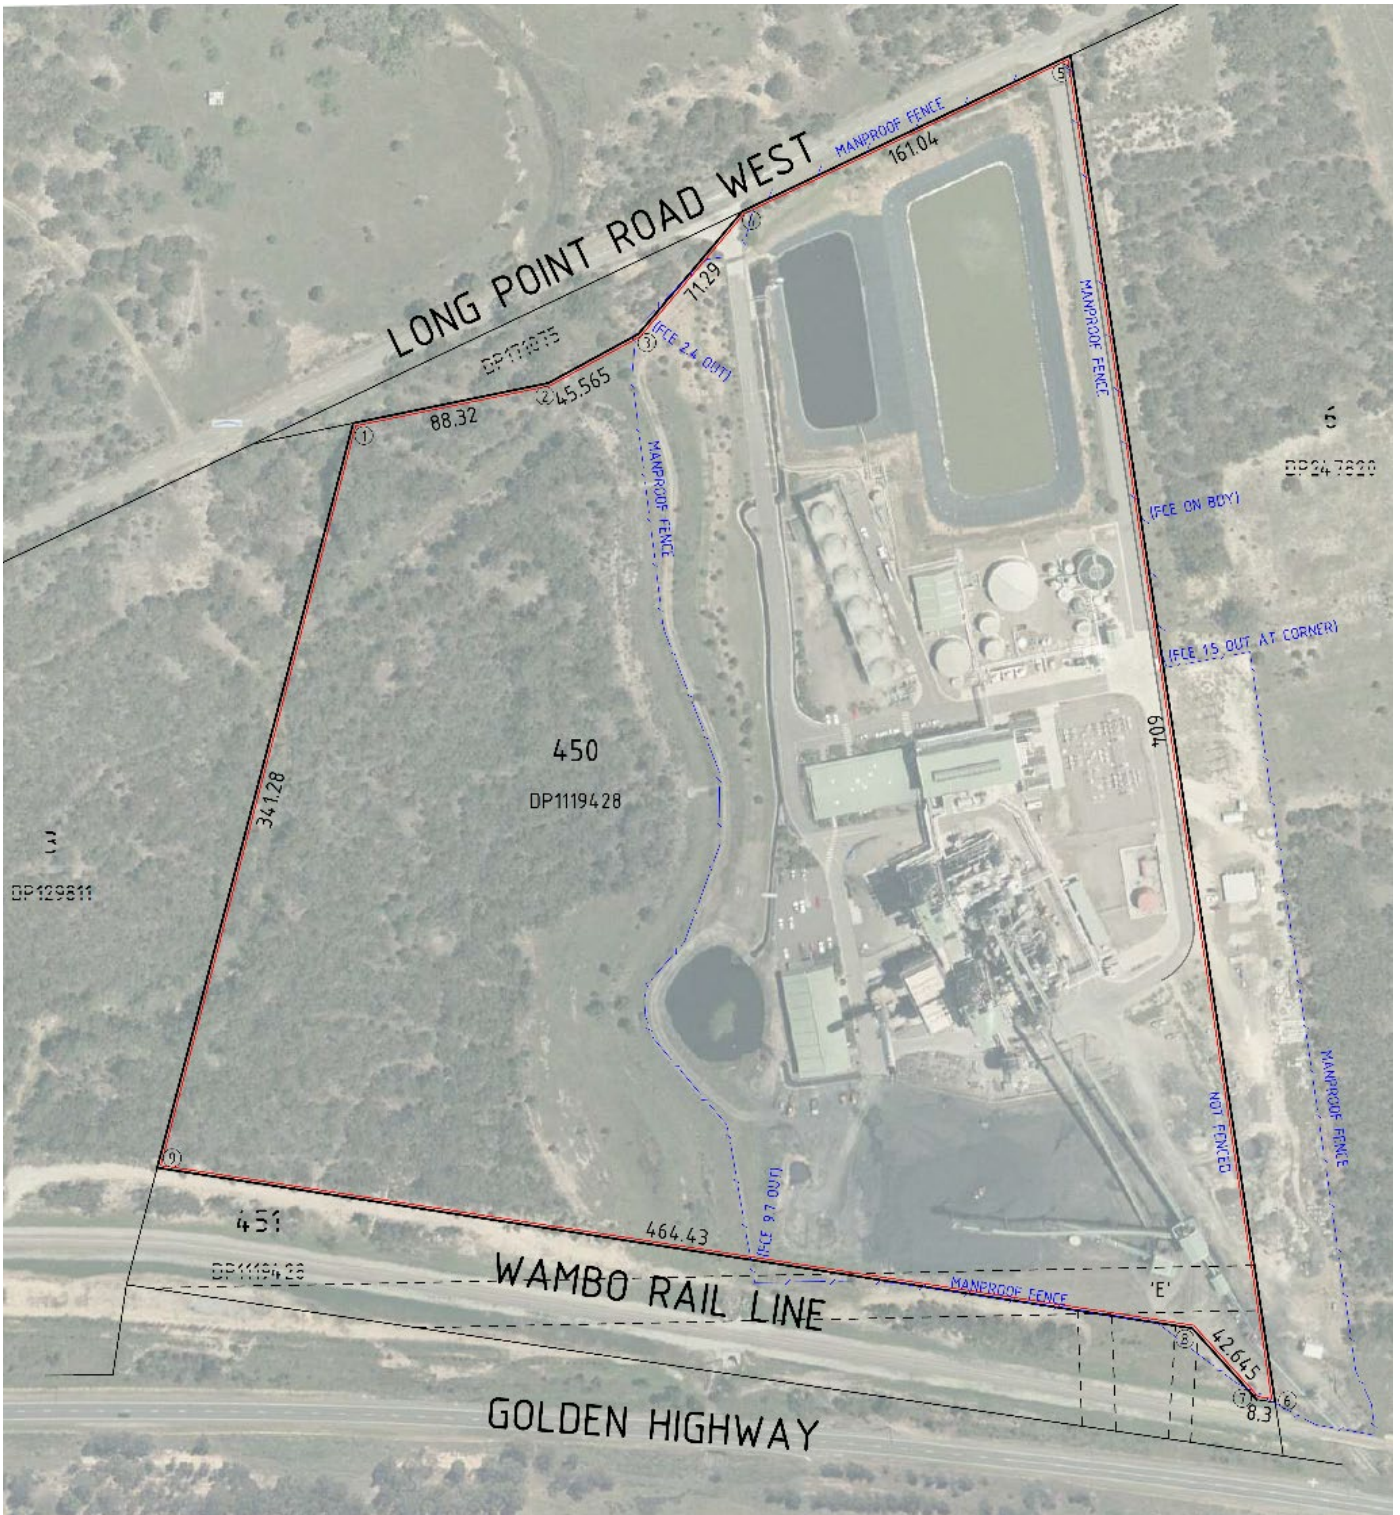 5
MANPROOF FENCE
161.04
LONG POINT ROAD WEST
4
71.29
(FCE 2.4 OUT)
3
DP171875
2
45.565
88.32
1
MANPROOF FENCE
MANPROOF FENCE
6
DP247820
(FCE ON BDY)
(FCE 1.5 OUT AT CORNER)
604
450
DP1119428
341.28
DP129811
MANPROOF FENCE
NOT FENCED
9
451
DP1119428
464.43
(FCE 9.7 OUT)
WAMBO RAIL LINE
MANPROOF FENCE
'E'
8
42.645
7
8.3
6
GOLDEN HIGHWAY